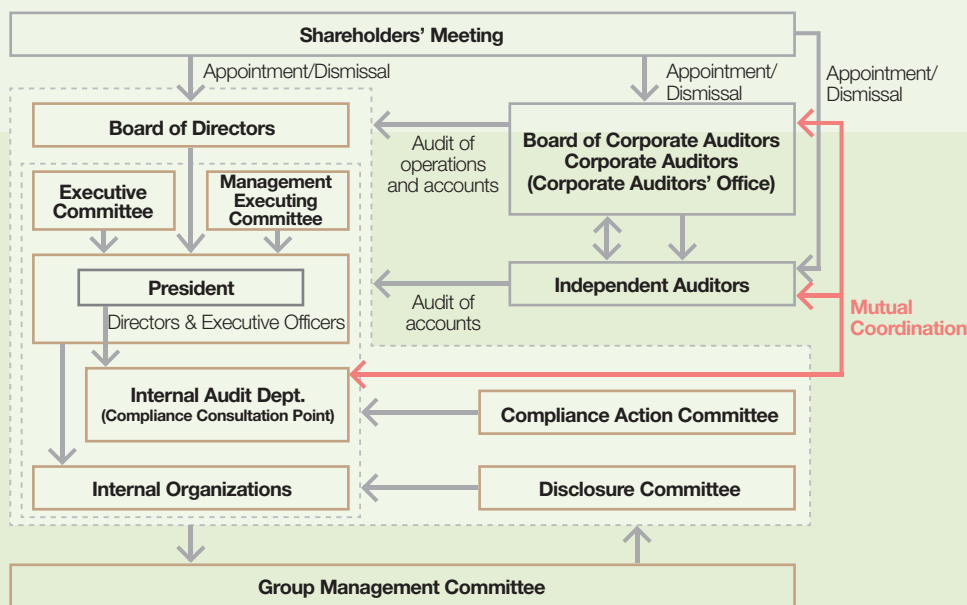 Shareholders' Meeting
Appointment/Dismissal
Appointment/
Dismissal
Appointment/
Dismissal
Board of Directors
Audit of
operations
and accounts
Board of Corporate Auditors
Corporate Auditors
(Corporate Auditors' Office)
Executive
Committee
Management
Executing
Committee
President
Directors & Executive Officers
Audit of
accounts
Independent Auditors
Mutual
Coordination
Internal Audit Dept.
(Compliance Consultation Point)
Compliance Action Committee
Internal Organizations
Disclosure Committee
Group Management Committee